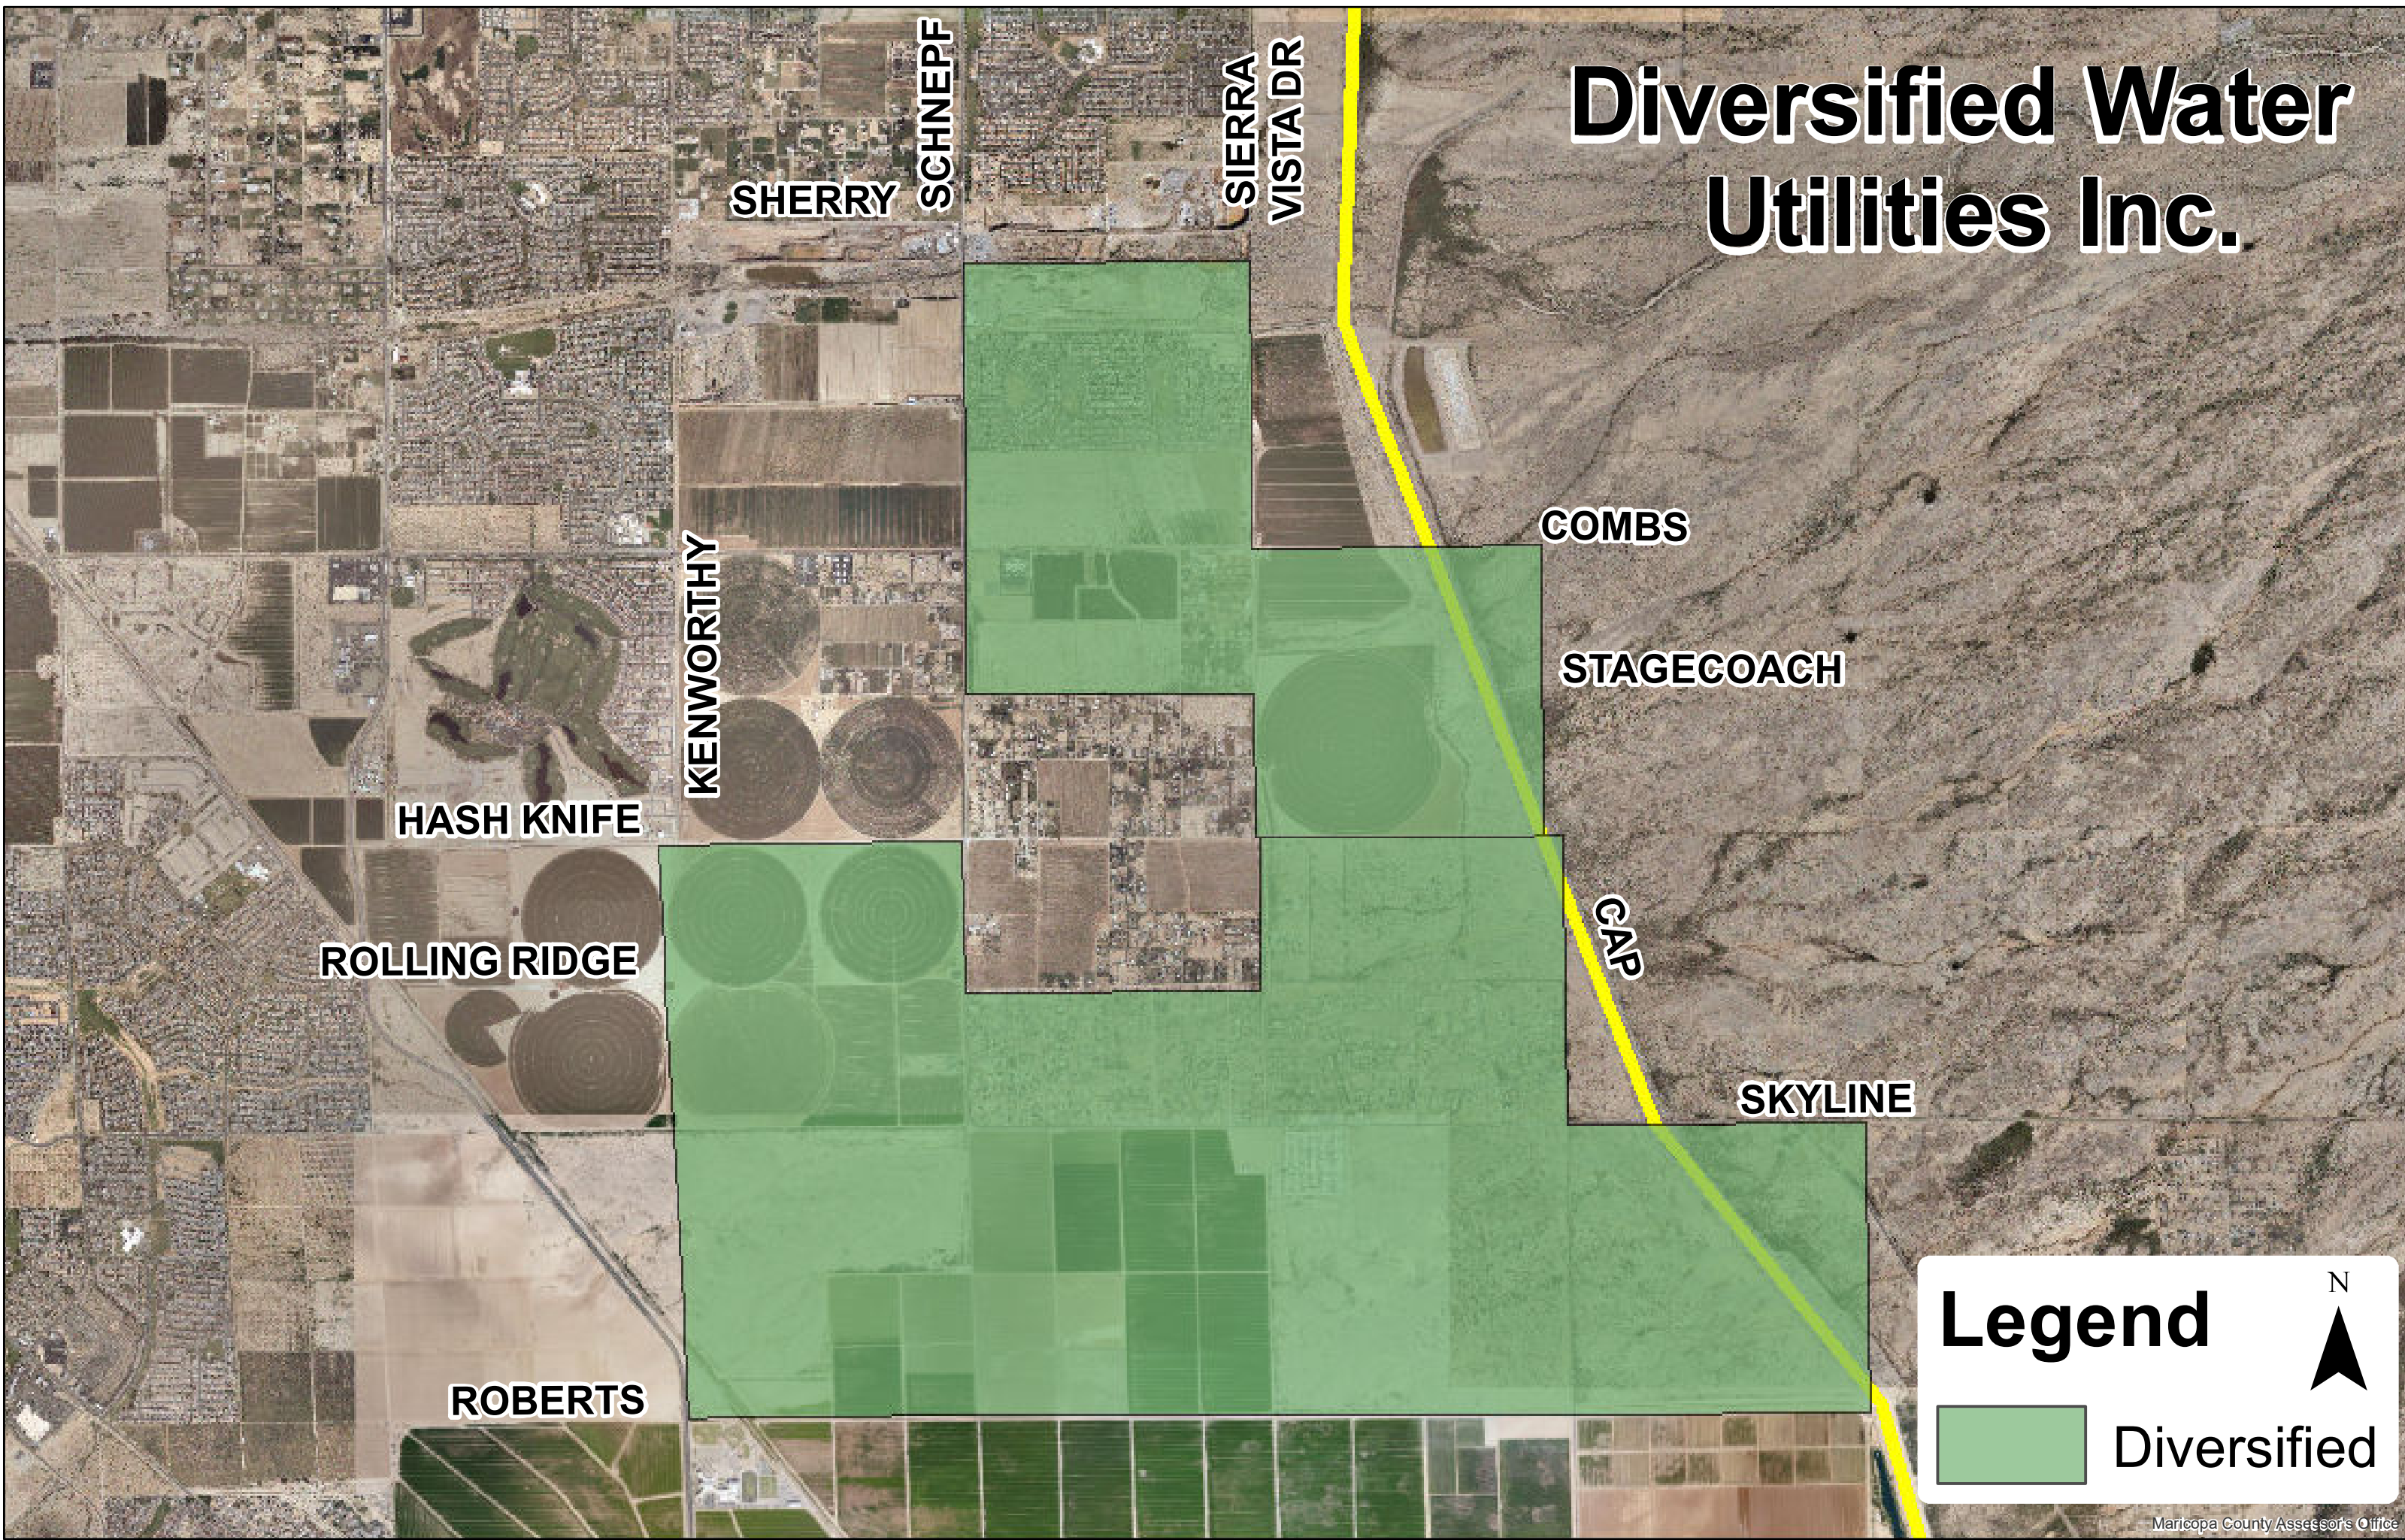 Diversified Water
Utilities Inc.
SCHNEPF
SIERRA
VISTA DR
SHERRY
COMBS
KENWORTHY
STAGECOACH
HASH KNIFE
CAP
ROLLING RIDGE
SKYLINE
ROBERTS
Legend
N
Diversified
Maricopa County Assessor's Office